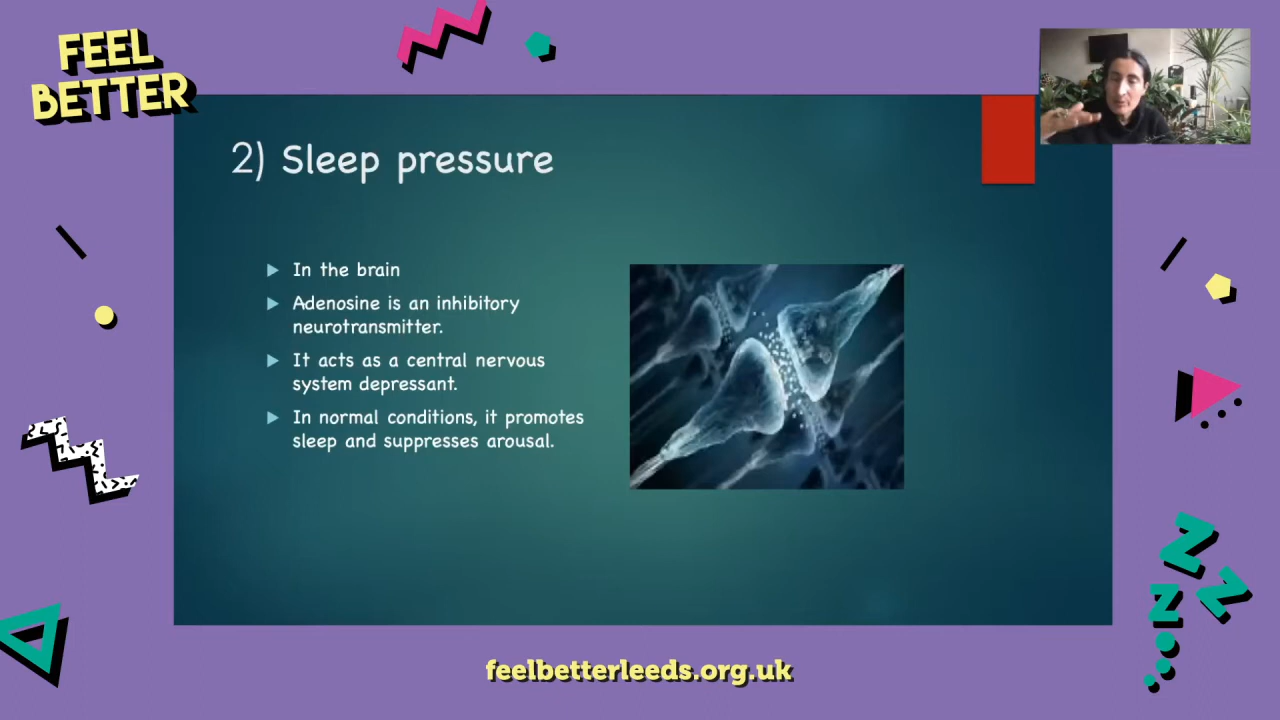 FEEL
BETTER
2) Sleep pressure
In the brain
Adenosine is an inhibitory
neurotransmitter.
It acts as a central nervous
system depressant.
In normal conditions, it promotes
sleep and suppresses arousal.
Z
Z
Z
feelbetterleeds.org.uk